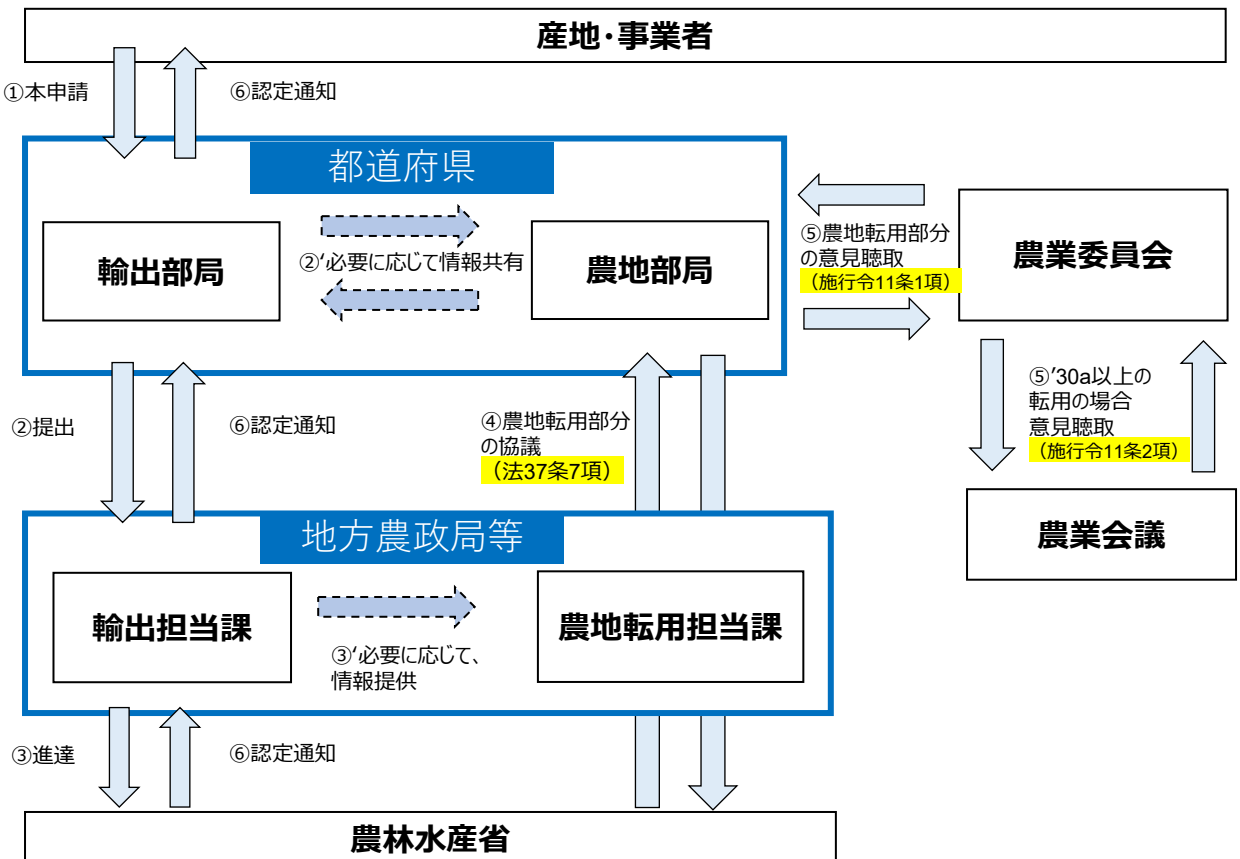 産地・事業者
①本申請
⑥認定通知
都道府県
輸出部局
②‘必要に応じて情報共有
農地部局
⑤農地転用部分
の意見聴取
（施行令11条1項）
農業委員会
②提出
⑥認定通知
④農地転用部分
の協議
（法37条7項）
⑤’30a以上の
転用の場合
意見聴取
（施行令11条2項）
農業会議
地方農政局等
輸出担当課
③‘必要に応じて、
情報提供
農地転用担当課
③進達
⑥認定通知
農林水産省